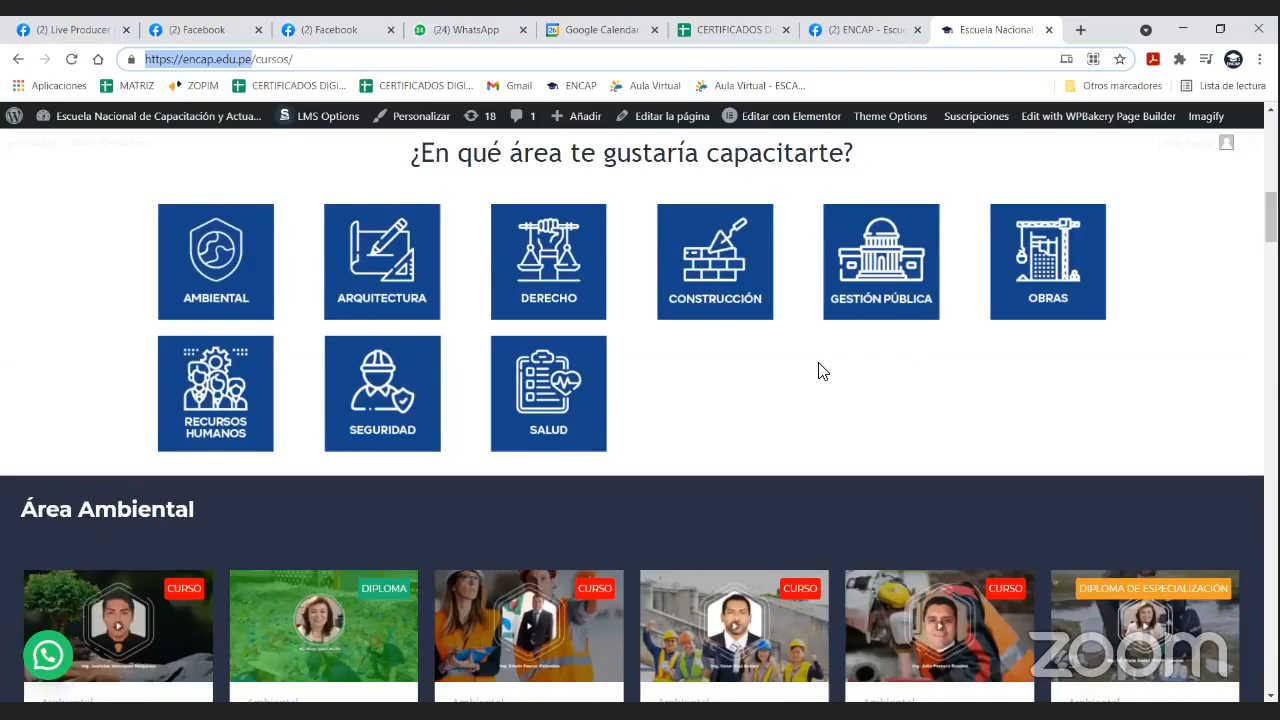 (2) Live Producer
(2) Facebook
(2) Facebook
(24) WhatsApp
Google Calendar
CERTIFICADOS D
(2) ENCAP - Escue
Escuela Nacional
https://encap.edu.pe/cursos/
Aplicaciones
MATRIZ
ZOPIM
CERTIFICADOS DIGI...
CERTIFICADOS DIGI...
Gmail
ENCAP
Aula Virtual
Aula Virtual - ESCA...
Otros marcadores
Lista de lectura
Escuela Nacional de Capacitación y Actua...
LMS Options
Personalizar
18
1
Añadir
Editar la página
Editar con Elementor
Theme Options
Suscripciones
Edit with WPBakery Page Builder
Imagify
¿En qué área te gustaría capacitarte?
AMBIENTAL
ARQUITECTURA
DERECHO
CONSTRUCCIÓN
GESTIÓN PÚBLICA
OBRAS
RECURSOS
HUMANOS
SEGURIDAD
SALUD
Área Ambiental
CURSO
DIPLOMA
CURSO
CURSO
CURSO
DIPLOMA DE ESPECIALIZACIÓN
zoom